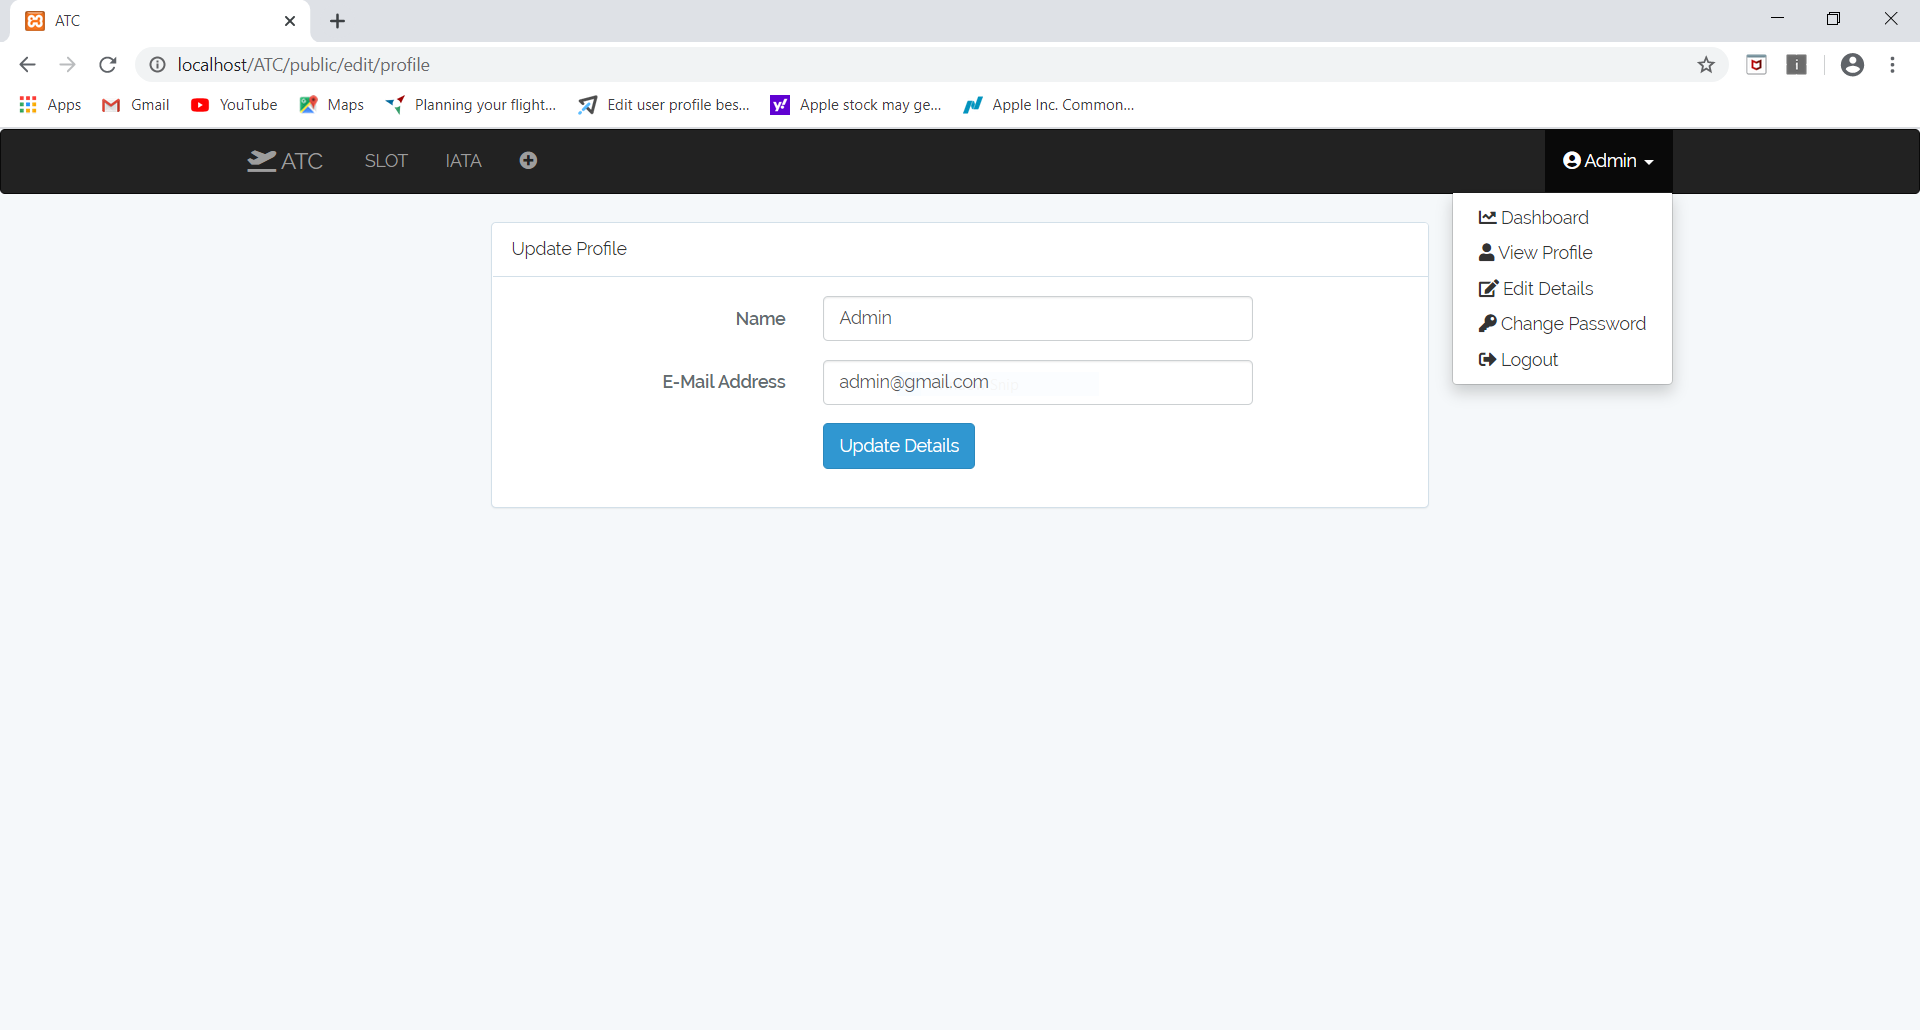 ATC
localhost/ATC/public/edit/profile
Apps Gmail YouTube Maps Planning your flight... Edit user profile bes... Apple stock may ge... Apple Inc. Common...
ATC SLOT IATA Admin
Dashboard
View Profile
Edit Details
Change Password
Logout
Update Profile
Name Admin
E-Mail Address admin@gmail.com
Update Details